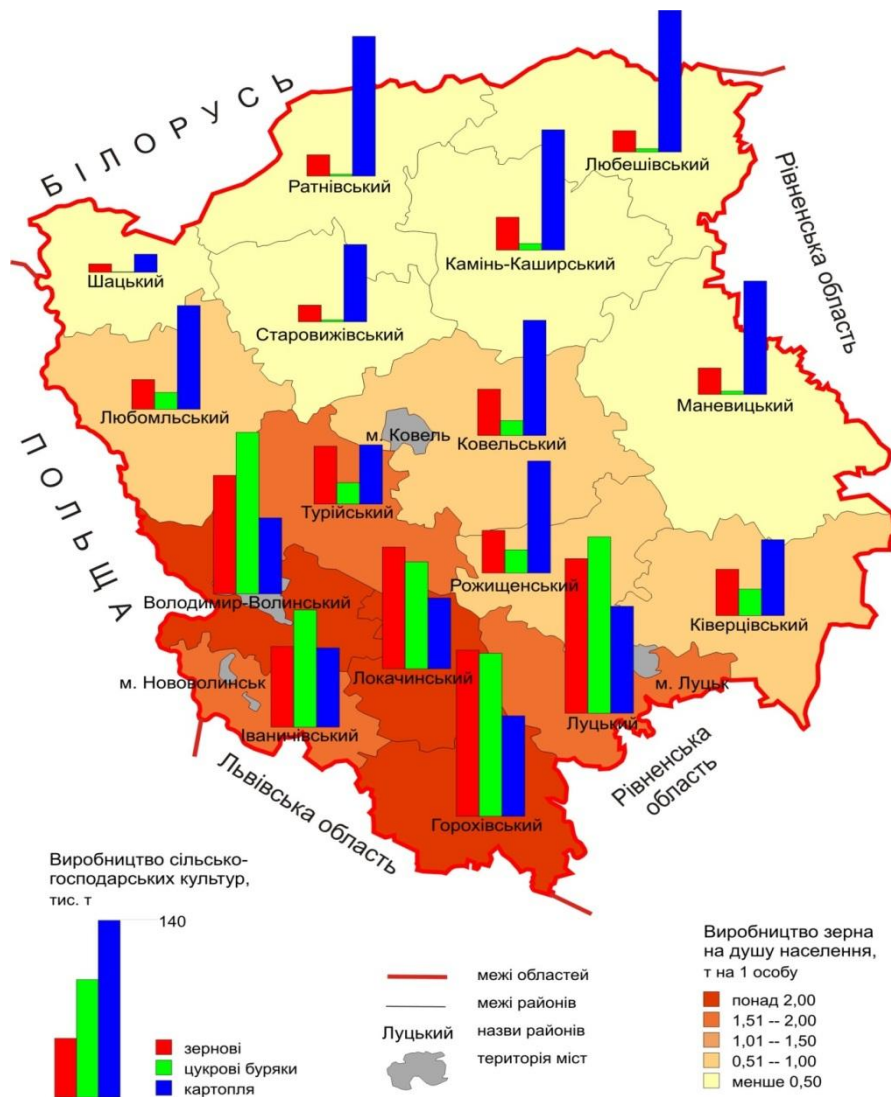 БІЛОРУСЬ
Любешівський
Ратнівський
Рівненська область
Камінь-Каширський
Шацький
Старовижівський
Маневицький
Любомльський
м. Ковель
Ковельський
ПОЛЬЩА
Турійський
Рожищенський
Володимир-Волинський
Ківерцівський
м. Нововолинськ
Локачинський
м. Луцьк
Луцький
Іваничівський
Рівненська
область
Львівська область
Горохівський
Виробництво сільсько-
господарських культур,
тис. т
140
зернові
цукрові буряки
картопля
межі областей
межі районів
Луцький назви районів
територія міст
Виробництво зерна
на душу населення,
т на 1 особу
понад 2,00
1,51 -- 2,00
1,01 -- 1,50
0,51 -- 1,00
менше 0,50